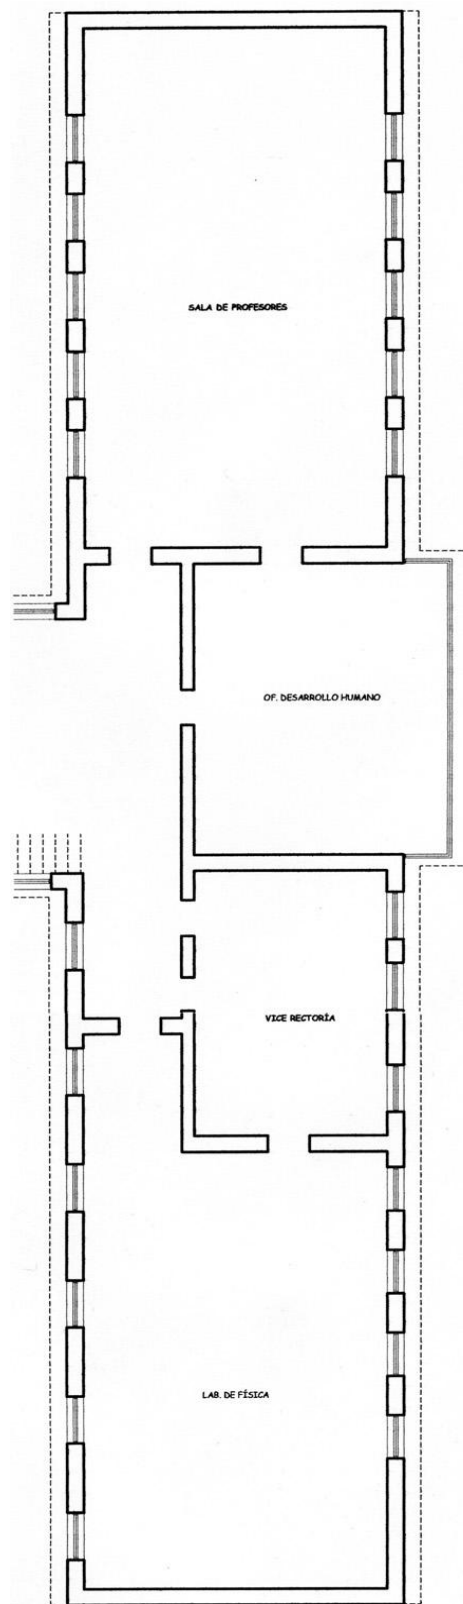 SALA DE PROFESORES
OF. DESARROLLO HUMANO
VICE RECTORÍA
LAB. DE FÍSICA